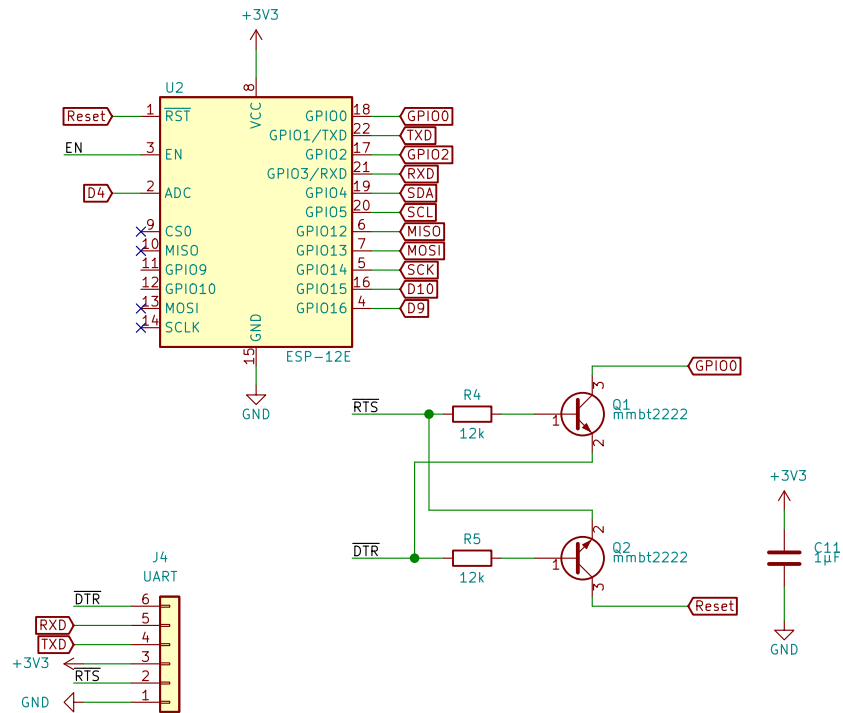 +3V3
U2
8
VCC
Reset 1 RST GPIO0 18 GPIO0
GPIO1/TXD 22 TXD
EN 3 EN GPIO2 17 GPIO2
GPIO3/RXD 21 RXD
D4 2 ADC GPIO4 19 SDA
GPIO5 20 SCL
9 CS0 GPIO12 6 MISO
10 MISO GPIO13 7 MOSI
11 GPIO9 GPIO14 5 SCK
12 GPIO10 GPIO15 16 D10
13 MOSI GPIO16 4 D9
14 SCLK
GND
15
ESP-12E
GND
GPIO0
3
RTS R4 Q1
12k 1 mmbt2222
2
+3V3
2
DTR R5 Q2
12k 1 mmbt2222
3
Reset
C11
1µF
GND
J4
UART
DTR 6
RXD 5
TXD 4
+3V3 3
RTS 2
GND 1